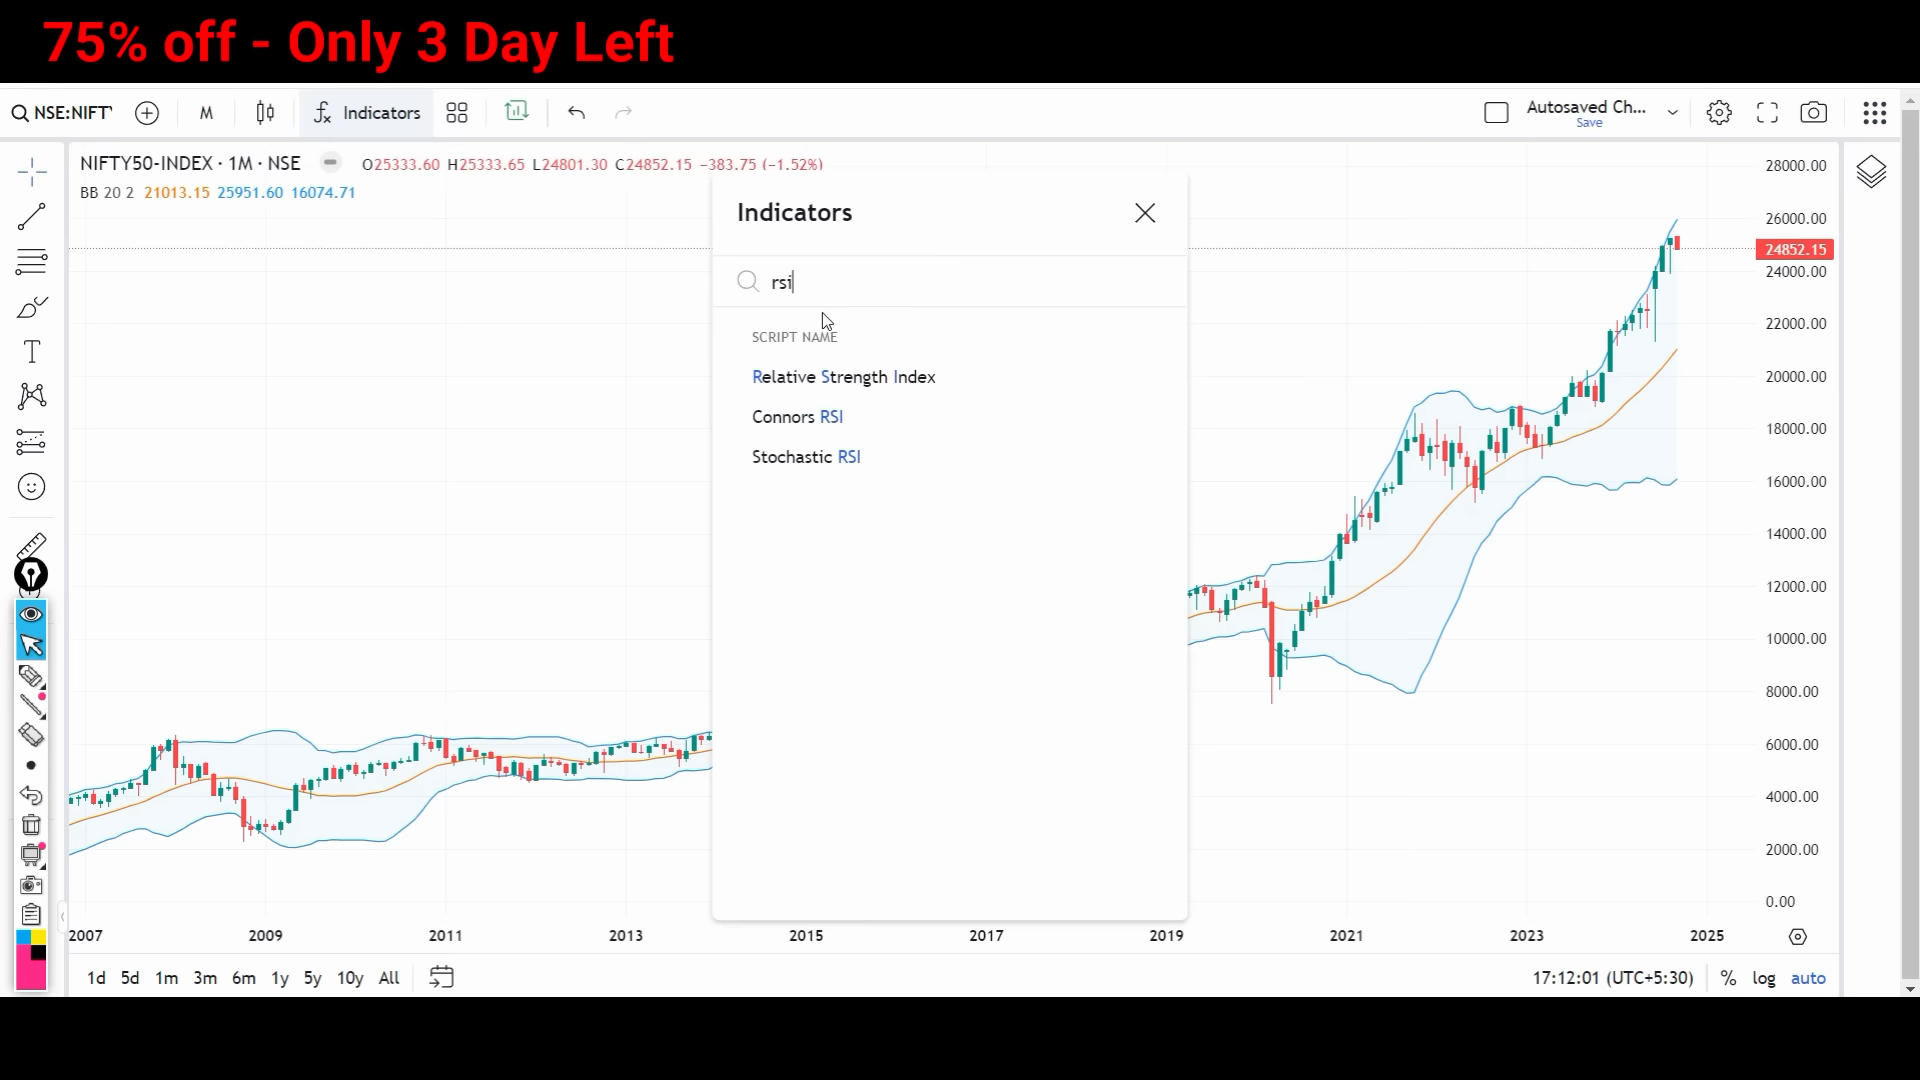 75% off - Only 3 Day Left
NSE:NIFT
M
Indicators
Autosaved Ch...
Save
NIFTY50-INDEX · 1M · NSE
O25333.60 H25333.65 L24801.30 C24852.15 −383.75 (−1.52%)
BB 20 2 21013.15 25951.60 16074.71
Indicators
rsi
SCRIPT NAME
Relative Strength Index
Connors RSI
Stochastic RSI
28000.00
26000.00
24852.15
24000.00
22000.00
20000.00
18000.00
16000.00
14000.00
12000.00
10000.00
8000.00
6000.00
4000.00
2000.00
0.00
2007 2009 2011 2013 2015 2017 2019 2021 2023 2025
1d 5d 1m 3m 6m 1y 5y 10y All
17:12:01 (UTC+5:30) % log auto